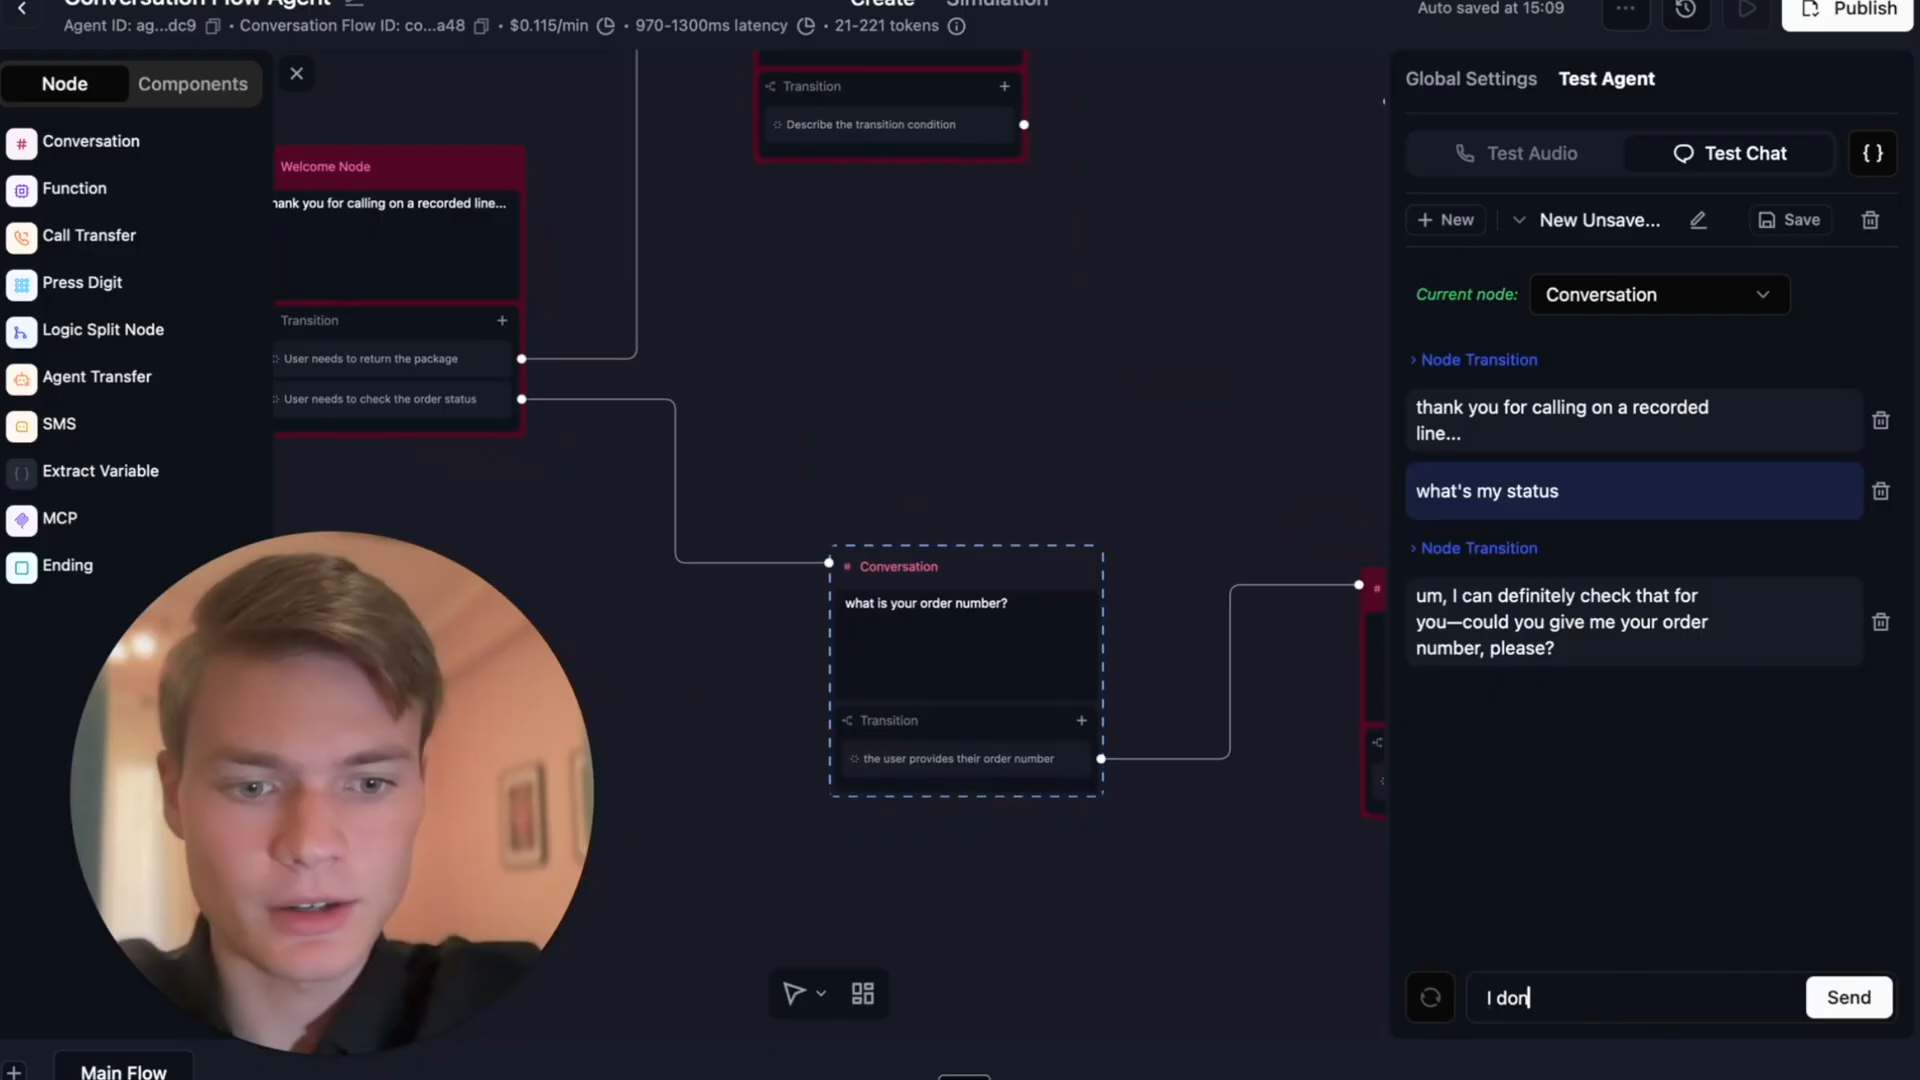 Conversation Flow Agent
Create
Simulation
Auto saved at 15:09
Publish
Agent ID: ag...dc9 • Conversation Flow ID: co...a48 • $0.115/min • 970-1300ms latency • 21-221 tokens
Node
Components
Conversation
Function
Call Transfer
Press Digit
Logic Split Node
Agent Transfer
SMS
Extract Variable
MCP
Ending
Welcome Node
hank you for calling on a recorded line...
Transition
User needs to return the package
User needs to check the order status
Transition
Describe the transition condition
# Conversation
what is your order number?
Transition
the user provides their order number
Global Settings
Test Agent
Test Audio
Test Chat
{ }
+ New
New Unsave...
Save
Current node:
Conversation
Node Transition
thank you for calling on a recorded
line...
what's my status
Node Transition
um, I can definitely check that for
you—could you give me your order
number, please?
I don
Send
Main Flow